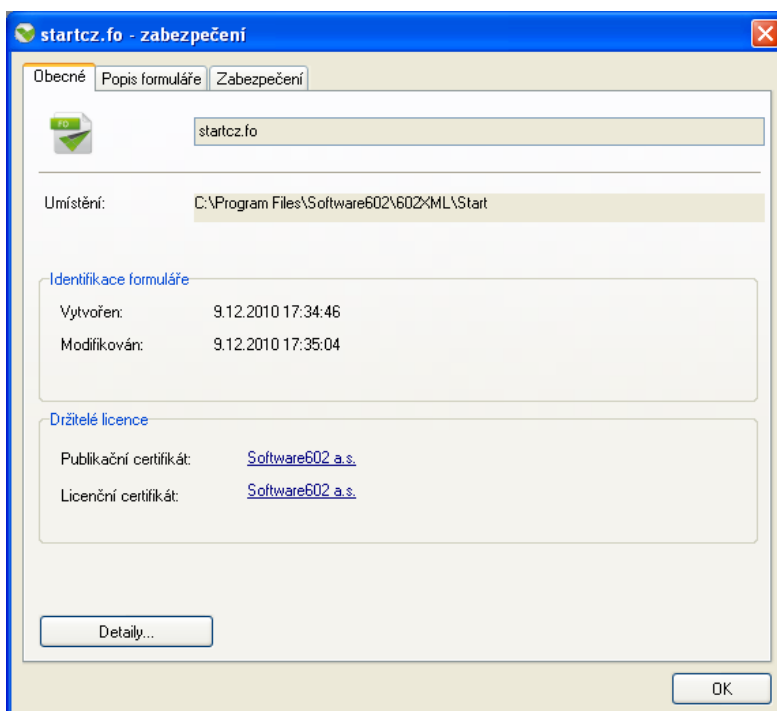 startcz.fo - zabezpečení
Obecné Popis formuláře Zabezpečení
FO
startcz.fo
Umístění: C:\Program Files\Software602\602XML\Start
Identifikace formuláře
Vytvořen: 9.12.2010 17:34:46
Modifikován: 9.12.2010 17:35:04
Držitelé licence
Publikační certifikát: Software602 a.s.
Licenční certifikát: Software602 a.s.
Detaily...
OK